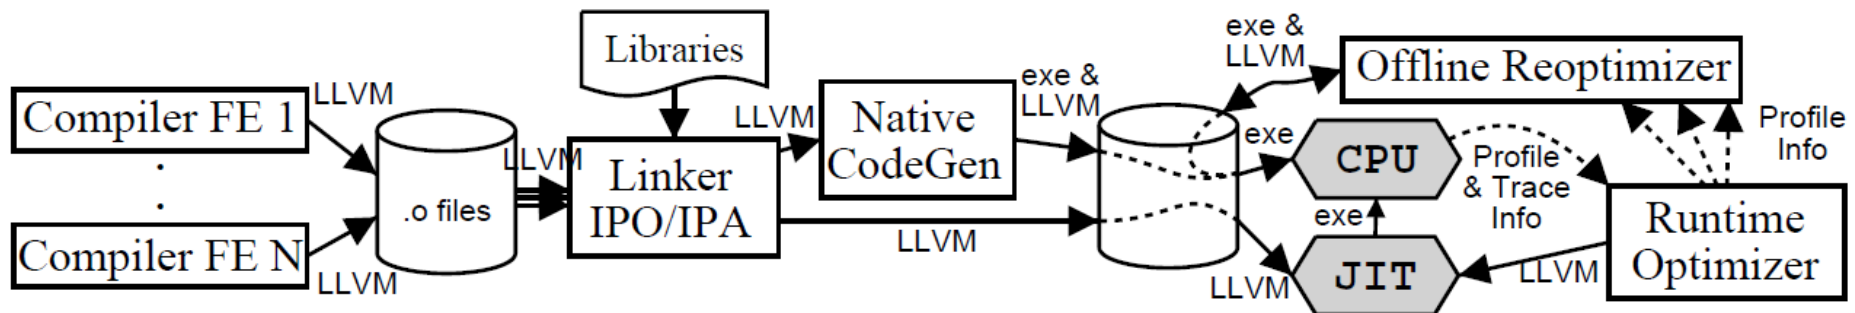 Compiler FE 1
.
.
Compiler FE N
LLVM
LLVM
.o files
LLVM
Libraries
Linker
IPO/IPA
LLVM
LLVM
Native
CodeGen
exe &
LLVM
exe &
LLVM
Offline Reoptimizer
exe
CPU
exe
LLVM
JIT
Profile
& Trace
Info
LLVM
Profile
Info
Runtime
Optimizer